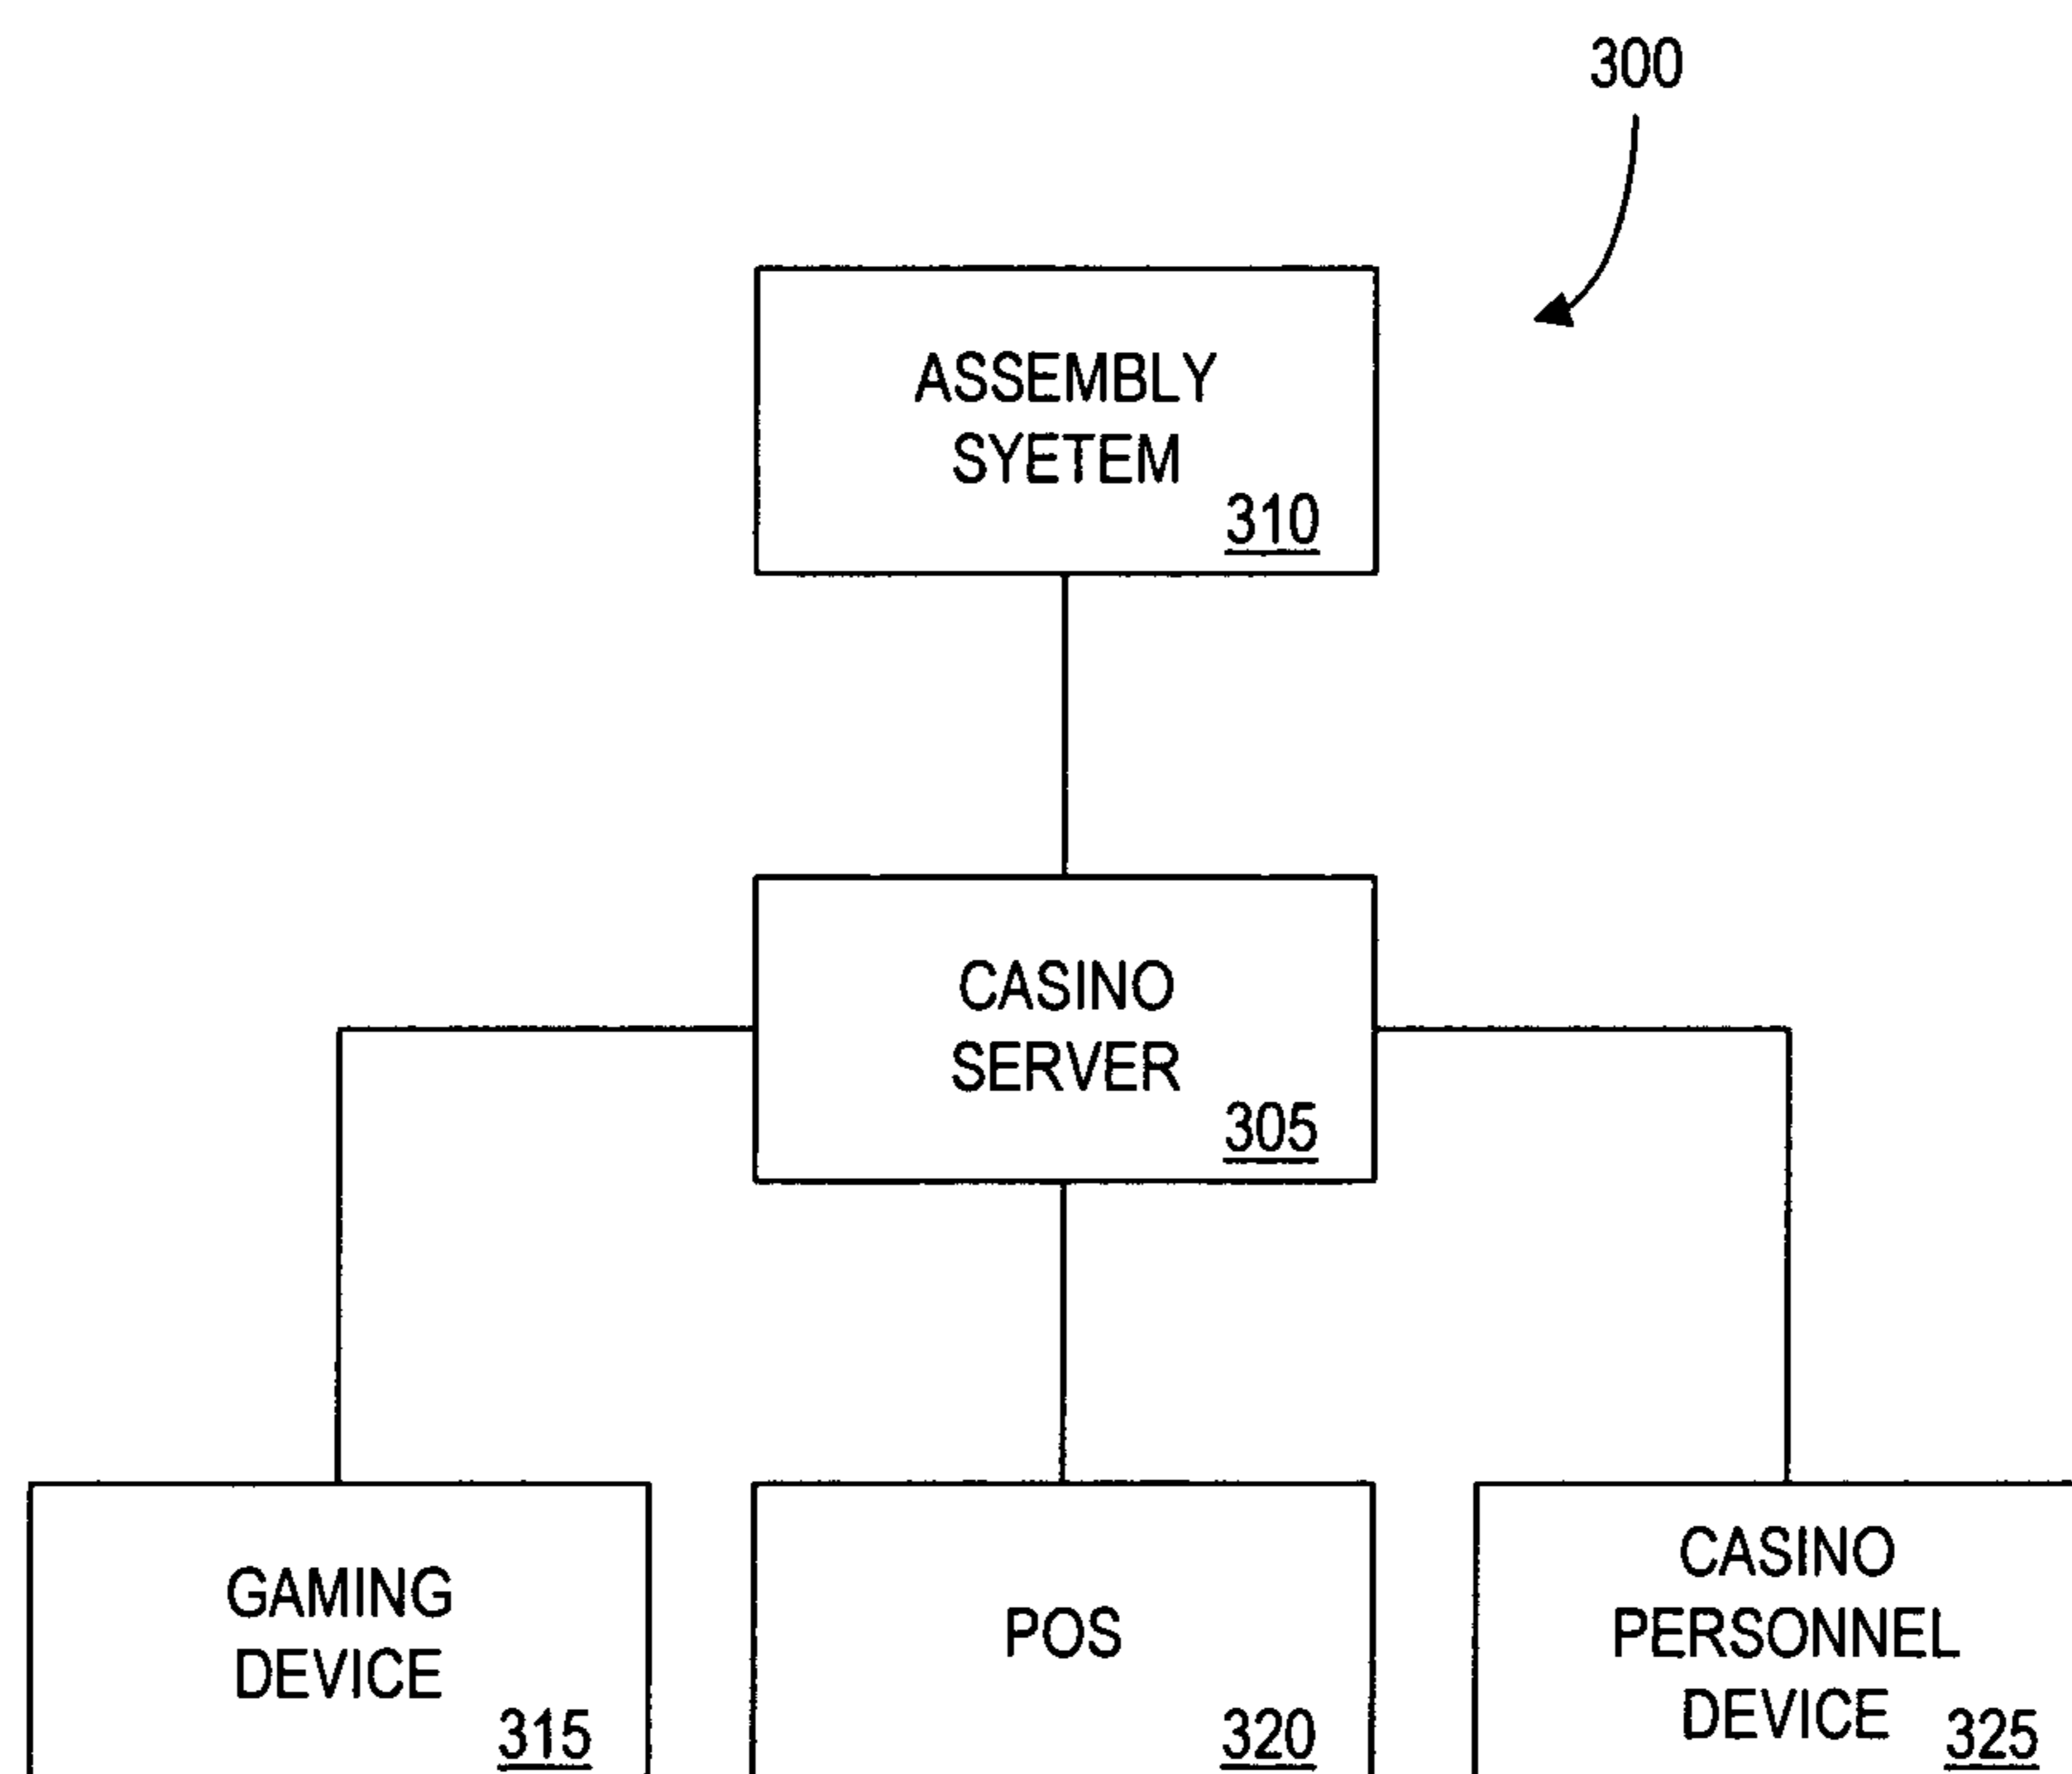 300
ASSEMBLY
SYETEM
310
CASINO
SERVER
305
GAMING
DEVICE
315
POS
320
CASINO
PERSONNEL
DEVICE
325